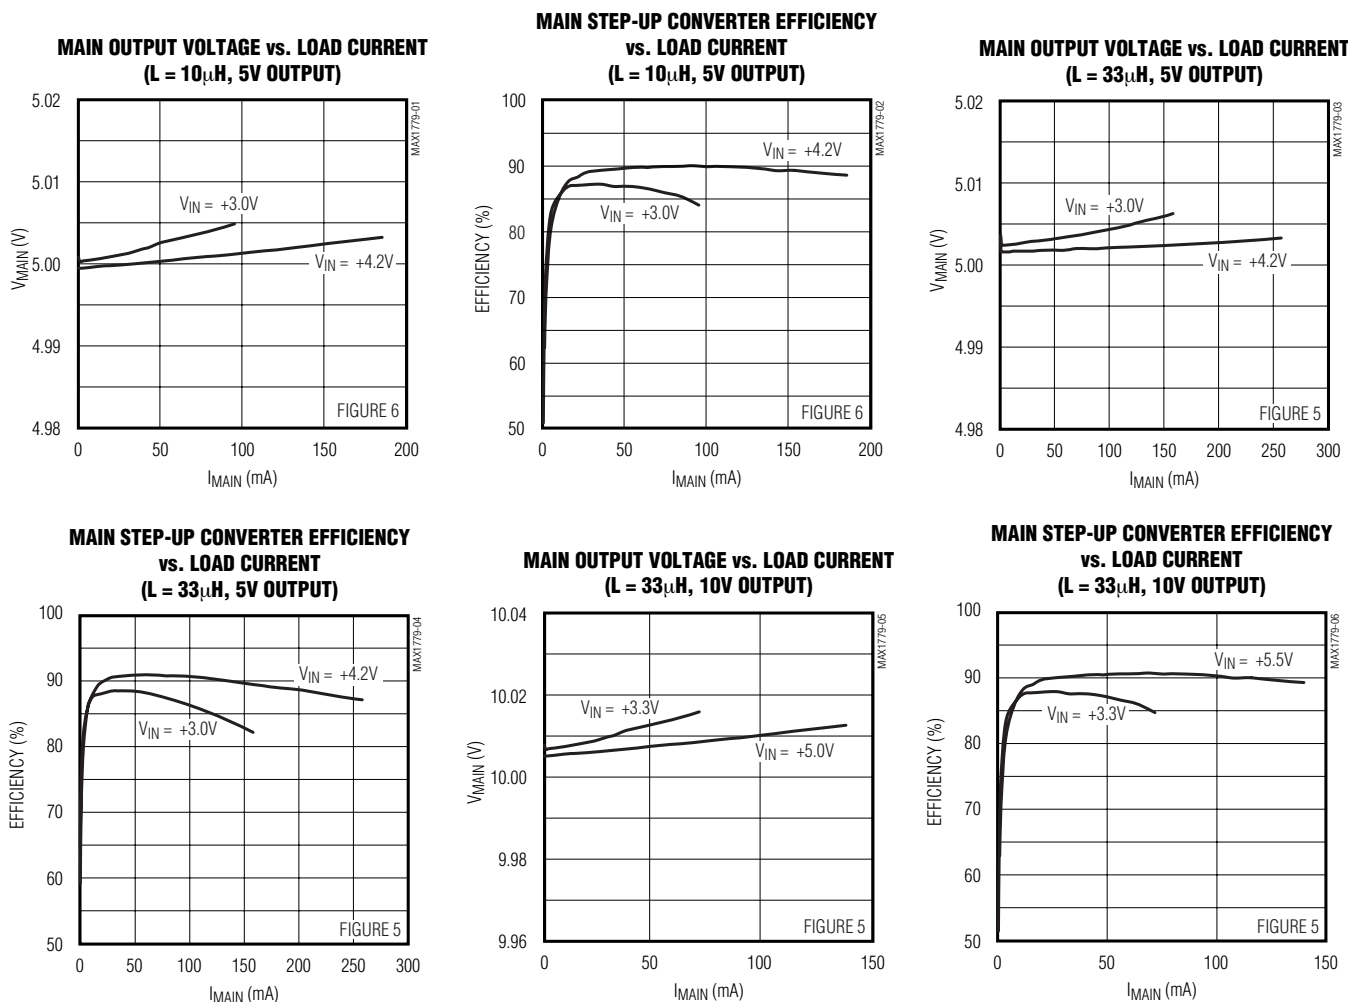 MAIN OUTPUT VOLTAGE vs. LOAD CURRENT
(L = 10μH, 5V OUTPUT)
5.02
5.01
5.00
4.99
4.98
VMAIN (V)
VIN = +3.0V
VIN = +4.2V
FIGURE 6
MAX1779-01
0 50 100 150 200
IMAIN (mA)
MAIN STEP-UP CONVERTER EFFICIENCY
vs. LOAD CURRENT
(L = 10μH, 5V OUTPUT)
100
90
80
70
60
50
EFFICIENCY (%)
VIN = +4.2V
VIN = +3.0V
FIGURE 6
MAX1779-02
0 50 100 150 200
IMAIN (mA)
MAIN OUTPUT VOLTAGE vs. LOAD CURRENT
(L = 33μH, 5V OUTPUT)
5.02
5.01
5.00
4.99
4.98
VMAIN (V)
VIN = +3.0V
VIN = +4.2V
FIGURE 5
MAX1779-03
0 50 100 150 200 250 300
IMAIN (mA)
MAIN STEP-UP CONVERTER EFFICIENCY
vs. LOAD CURRENT
(L = 33μH, 5V OUTPUT)
100
90
80
70
60
50
EFFICIENCY (%)
VIN = +4.2V
VIN = +3.0V
FIGURE 5
MAX1779-04
0 50 100 150 200 250 300
IMAIN (mA)
MAIN OUTPUT VOLTAGE vs. LOAD CURRENT
(L = 33μH, 10V OUTPUT)
10.04
10.02
10.00
9.98
9.96
VMAIN (V)
VIN = +3.3V
VIN = +5.0V
FIGURE 5
MAX1779-05
0 50 100 150
IMAIN (mA)
MAIN STEP-UP CONVERTER EFFICIENCY
vs. LOAD CURRENT
(L = 33μH, 10V OUTPUT)
100
90
80
70
60
50
EFFICIENCY (%)
VIN = +5.5V
VIN = +3.3V
FIGURE 5
MAX1779-06
0 50 100 150
IMAIN (mA)